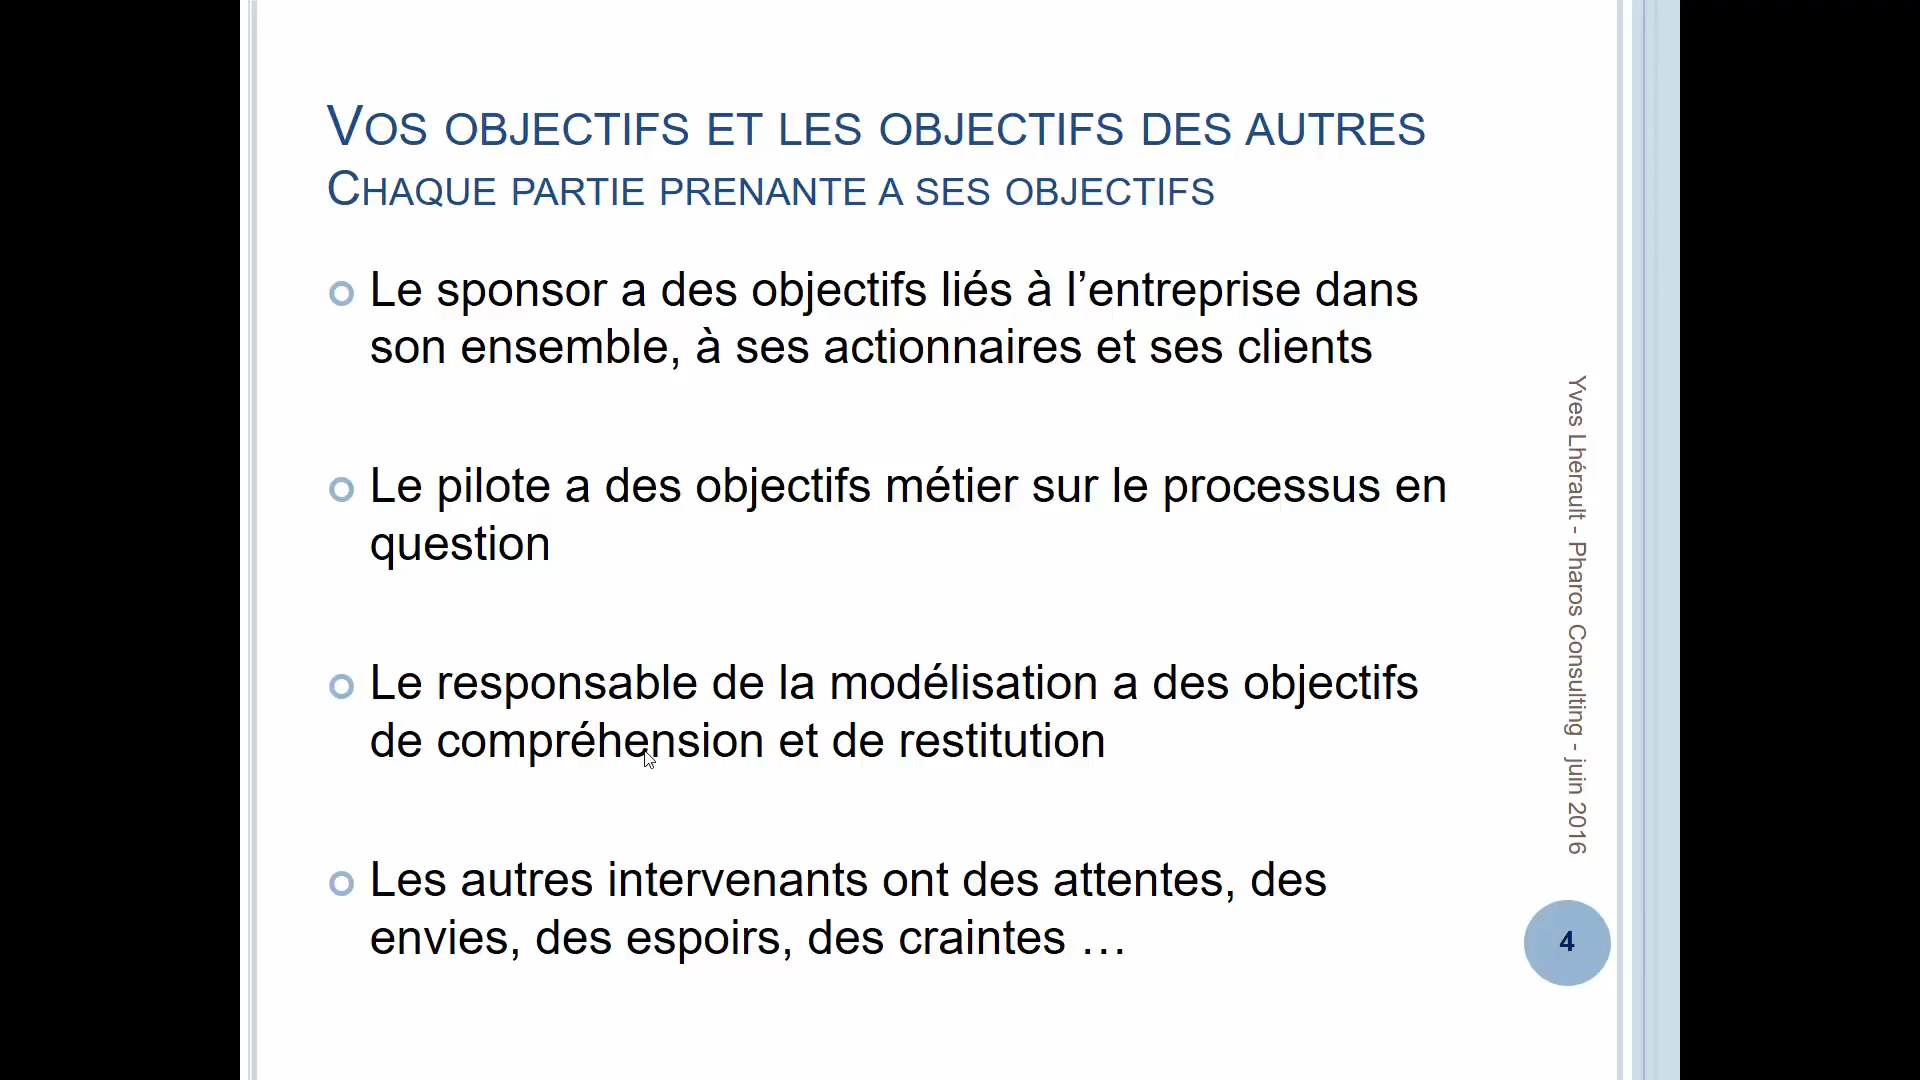 Vos objectifs et les objectifs des autres
Chaque partie prenante a ses objectifs
Le sponsor a des objectifs liés à l’entreprise dans
son ensemble, à ses actionnaires et ses clients
Le pilote a des objectifs métier sur le processus en
question
Le responsable de la modélisation a des objectifs
de compréhension et de restitution
Les autres intervenants ont des attentes, des
envies, des espoirs, des craintes …
Yves Lhérault - Pharos Consulting - juin 2016
4